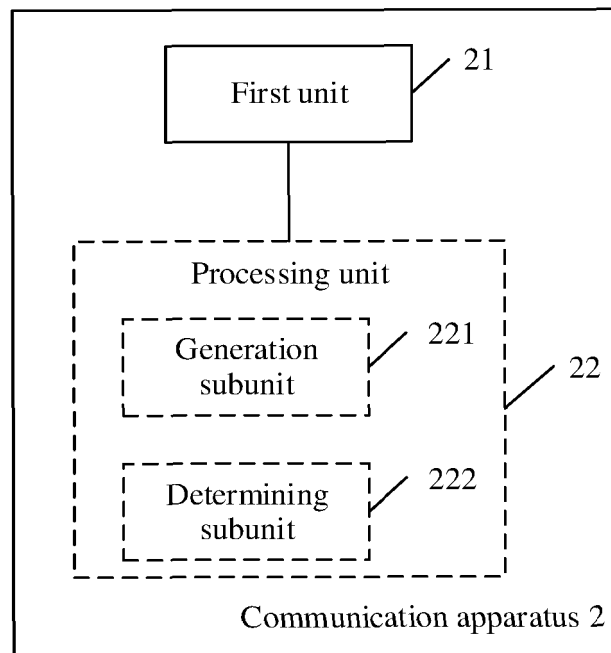 21
First unit
Processing unit
Generation
subunit
221
22
Determining
subunit
222
Communication apparatus 2